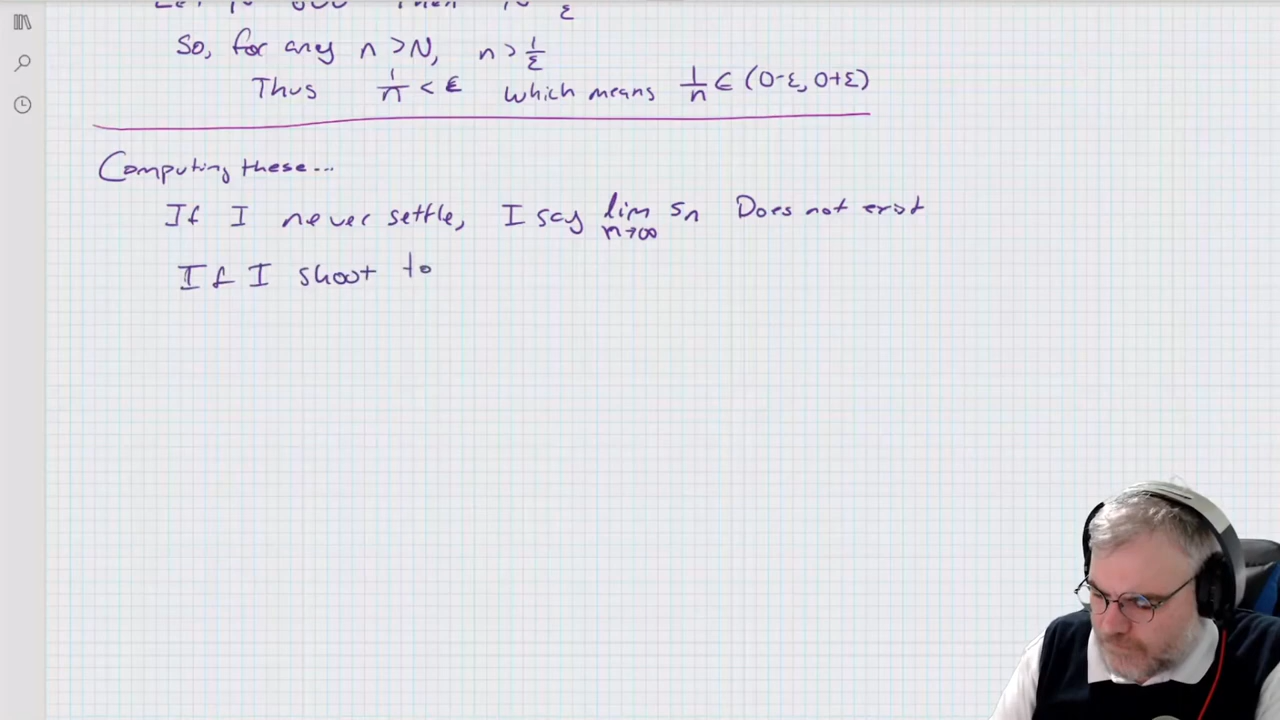 ε
So, for any n > N, n > 1/ε
Thus 1/n < ε which means 1/n ∈ (0-ε, 0+ε)
Computing these...
If I never settle, I say lim n→∞ sn Does not exist
If I shoot to